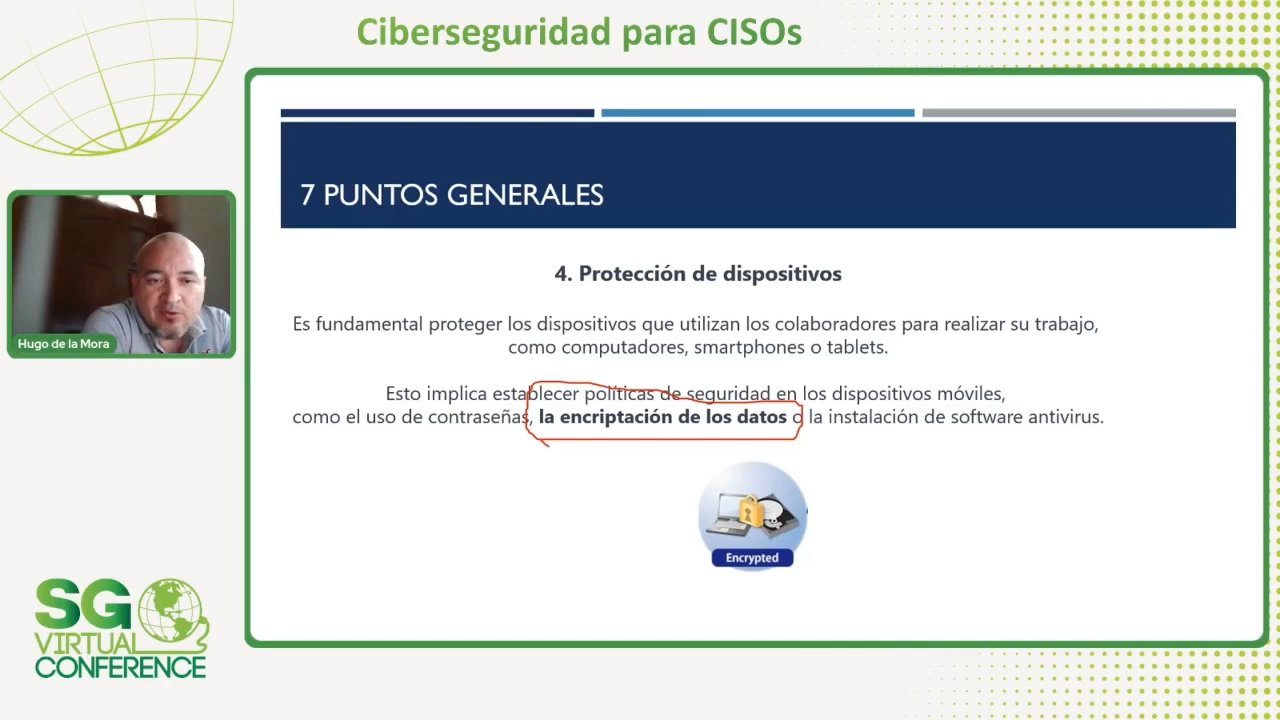 Ciberseguridad para CISOs
7 PUNTOS GENERALES
4. Protección de dispositivos
Es fundamental proteger los dispositivos que utilizan los colaboradores para realizar su trabajo,
como computadores, smartphones o tablets.
Esto implica establecer políticas de seguridad en los dispositivos móviles,
como el uso de contraseñas, la encriptación de los datos o la instalación de software antivirus.
Encrypted
Hugo de la Mora
SG
VIRTUAL
CONFERENCE